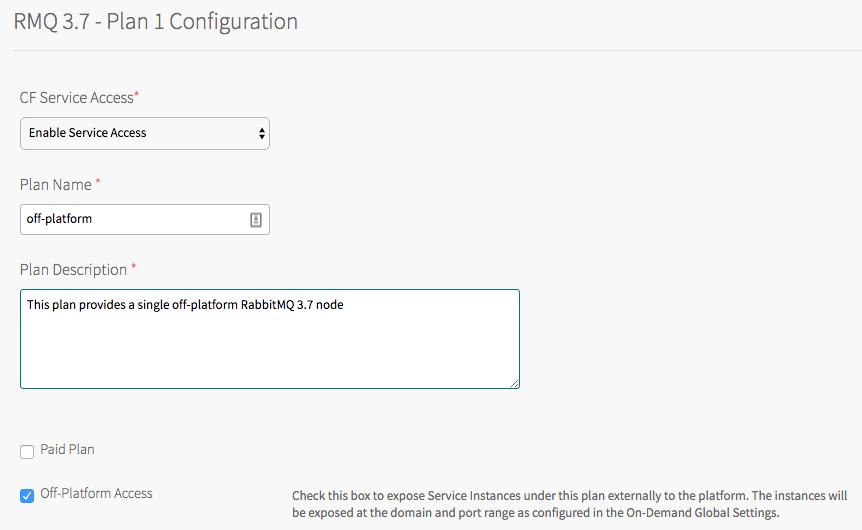 RMQ 3.7 - Plan 1 Configuration
CF Service Access*
Enable Service Access
Plan Name *
off-platform
Plan Description *
This plan provides a single off-platform RabbitMQ 3.7 node
Paid Plan
Off-Platform Access
Check this box to expose Service Instances under this plan externally to the platform. The instances will
be exposed at the domain and port range as configured in the On-Demand Global Settings.